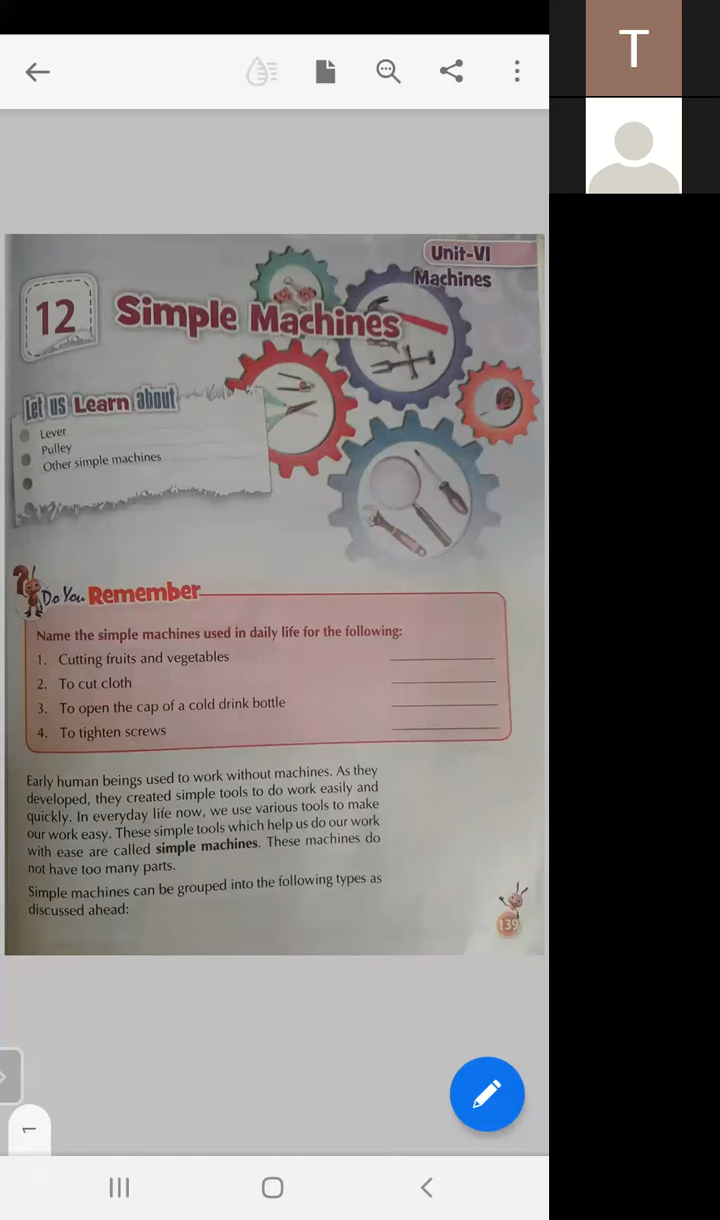 T
Unit-VI
Machines
12
Simple Machines
Let us Learn about
Lever
Pulley
Other simple machines
Do You Remember
Name the simple machines used in daily life for the following:
1. Cutting fruits and vegetables
2. To cut cloth
3. To open the cap of a cold drink bottle
4. To tighten screws
Early human beings used to work without machines. As they
developed, they created simple tools to do work easily and
quickly. In everyday life now, we use various tools to make
our work easy. These simple tools which help us do our work
with ease are called simple machines. These machines do
not have too many parts.
Simple machines can be grouped into the following types as
discussed ahead:
139
1